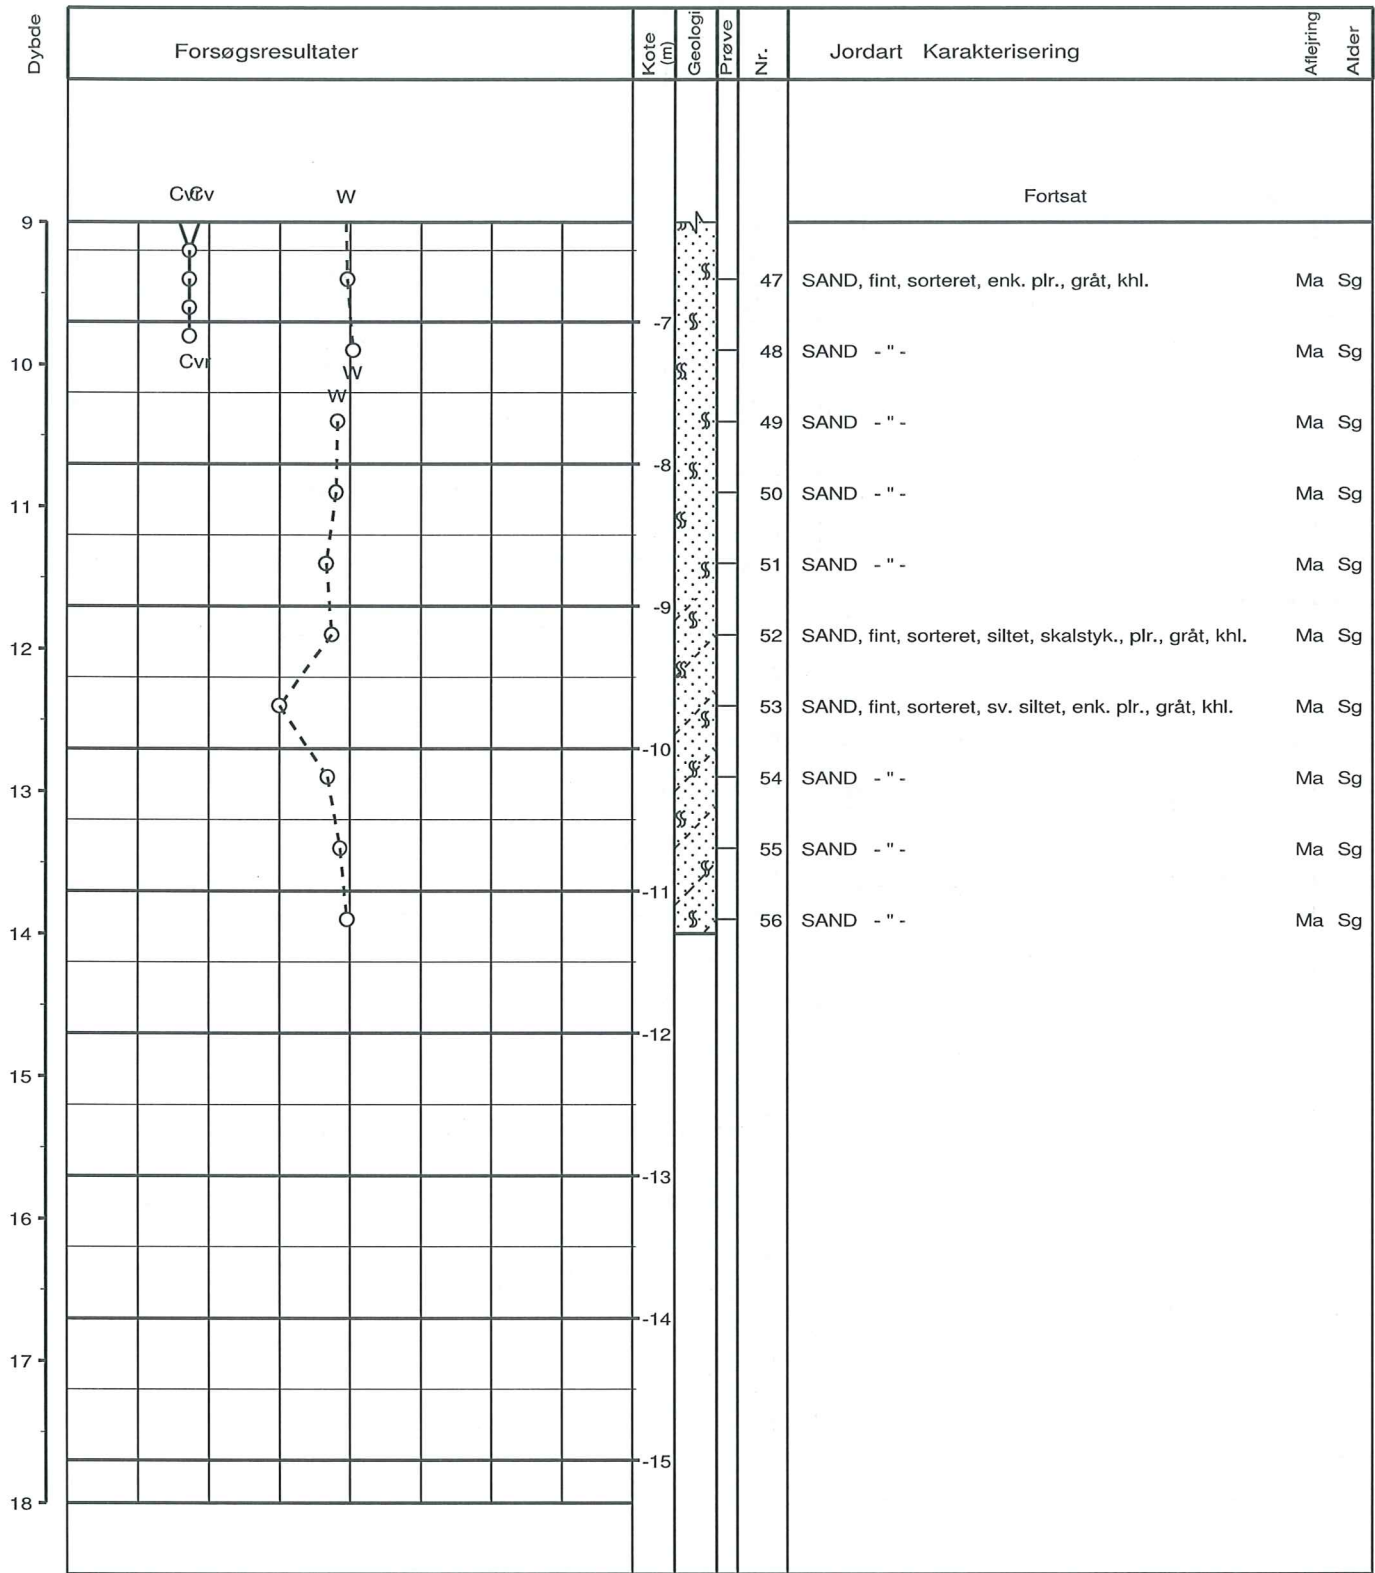 Dybde Forsøgsresultater Kote (m) Geologi Prøve Nr. Jordart Karakterisering Aflejring Alder
Cvr Cv W Fortsat
9
47 SAND, fint, sorteret, enk. plr., gråt, khl. Ma Sg
-7
48 SAND - " - Ma Sg
10 Cvr W
W
49 SAND - " - Ma Sg
-8
50 SAND - " - Ma Sg
11
51 SAND - " - Ma Sg
-9
52 SAND, fint, sorteret, siltet, skalstyk., plr., gråt, khl. Ma Sg
12
53 SAND, fint, sorteret, sv. siltet, enk. plr., gråt, khl. Ma Sg
-10
54 SAND - " - Ma Sg
13
55 SAND - " - Ma Sg
-11
56 SAND - " - Ma Sg
14
-12
15
-13
16
-14
17
-15
18